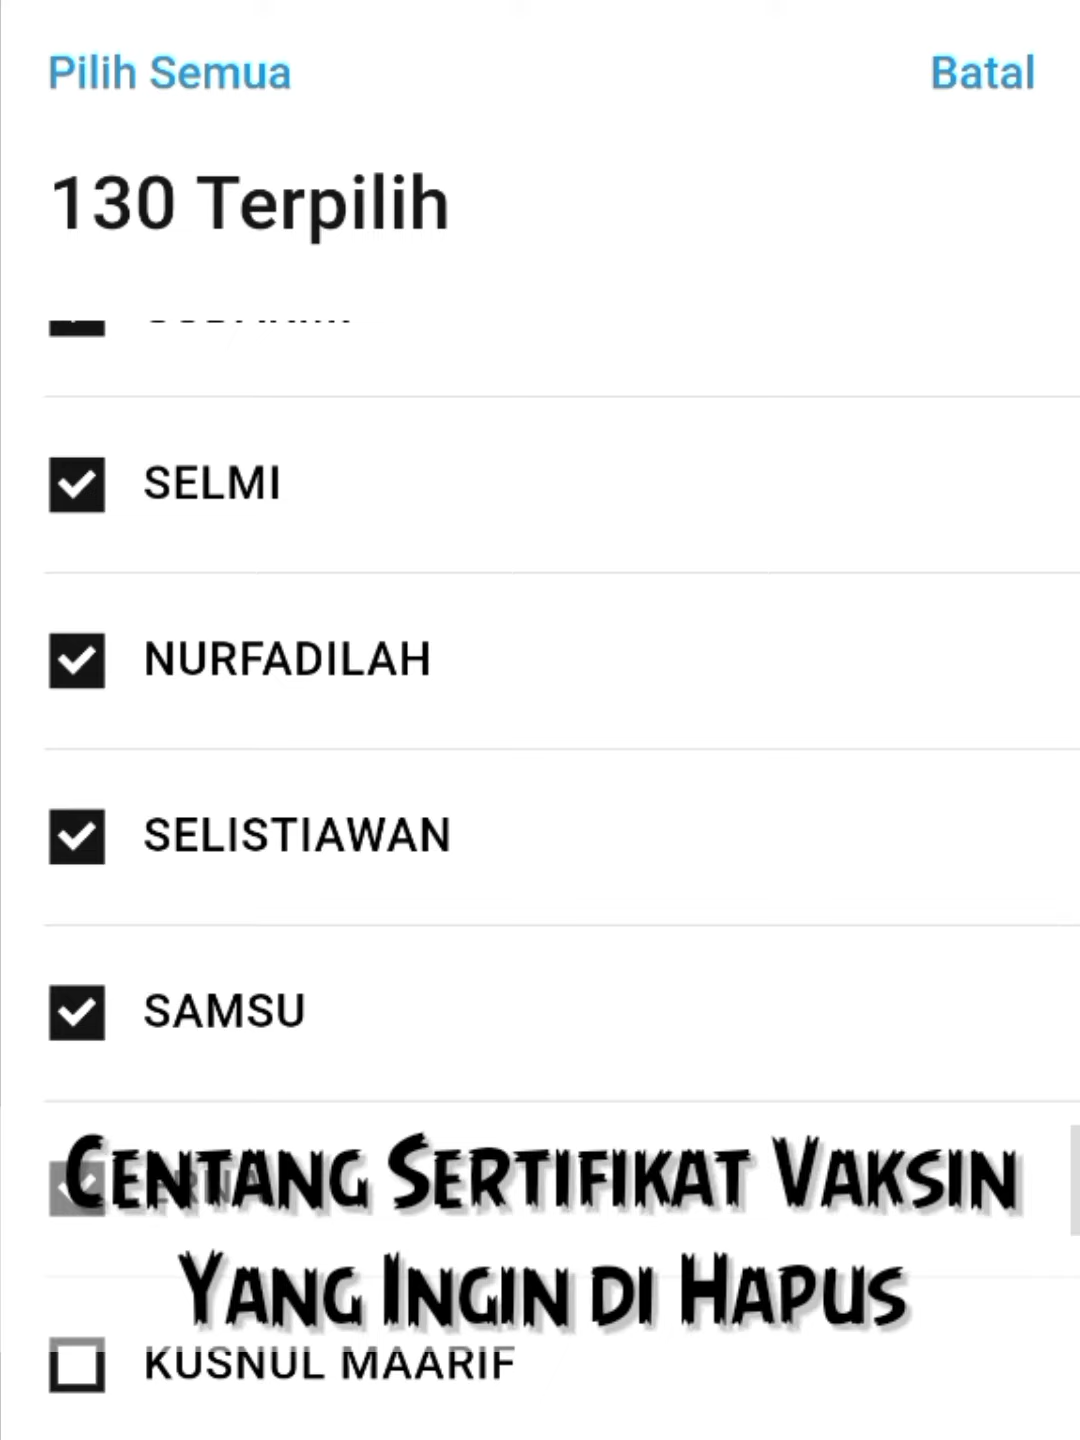 Pilih Semua
Batal
130 Terpilih
SELMI
NURFADILAH
SELISTIAWAN
SAMSU
CENTANG SERTIFIKAT VAKSIN
YANG INGIN DI HAPUS
KUSNUL MAARIF